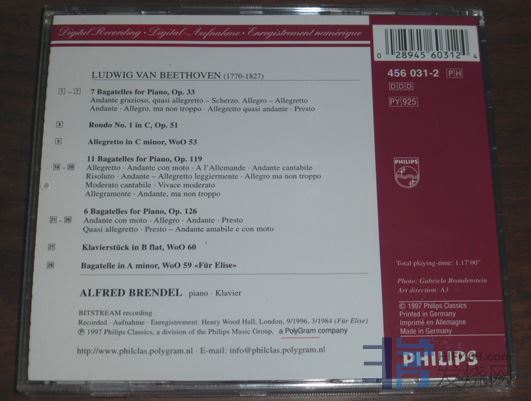 Digital Recording · Digital-Aufnahme · Enregistrement numérique
LUDWIG VAN BEETHOVEN (1770-1827)
1 – 7 7 Bagatelles for Piano, Op. 33
Andante grazioso, quasi allegretto – Scherzo. Allegro – Allegretto
Andante · Allegro, ma non troppo · Allegretto quasi andante · Presto
8 Rondo No. 1 in C, Op. 51
9 Allegretto in C minor, WoO 53
10 – 20 11 Bagatelles for Piano, Op. 119
Allegretto · Andante con moto · A l'Allemande · Andante cantabile
Risoluto · Andante – Allegretto leggiermente · Allegro ma non troppo
Moderato cantabile · Vivace moderato
Allegramente · Andante, ma non troppo
21 – 26 6 Bagatelles for Piano, Op. 126
Andante con moto · Allegro · Andante · Presto
Quasi allegretto · Presto – Andante amabile e con moto
27 Klavierstück in B flat, WoO 60
28 Bagatelle in A minor, WoO 59 «Für Elise»
ALFRED BRENDEL piano · Klavier
BITSTREAM recording
Recorded · Aufnahme · Enregistrement: Henry Wood Hall, London, 9/1996, 3/1984 (Für Elise)
℗ 1997 Philips Classics, a division of the Philips Music Group, a PolyGram company
http://www.philclas.polygram.nl · E-mail: info@philclas.polygram.nl
0 28945 60312 4
456 031-2 PH
DDD
PY 925
PHILIPS
Total playing-time: 1.17'00"
Photo: Gabriela Brandenstein
Art direction: A3
© 1997 Philips Classics
Printed in Germany
Imprimé en Allemagne
Made in Germany
PHILIPS